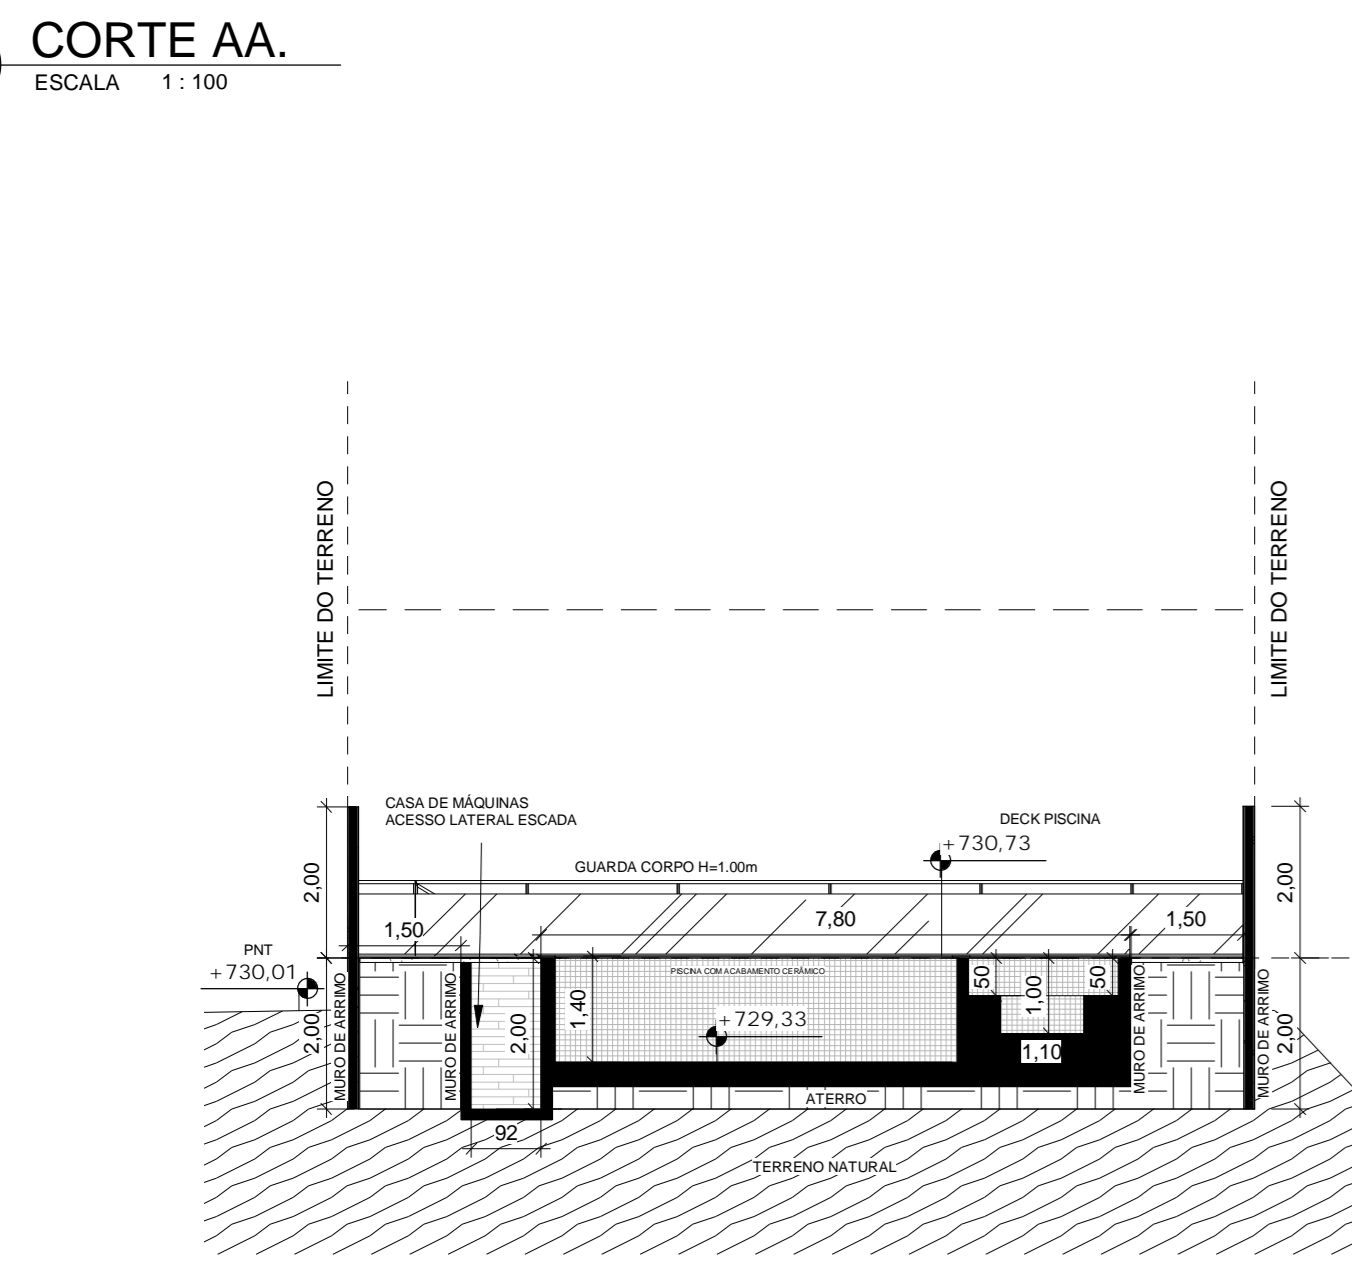 CORTE AA.
ESCALA 1 : 100
LIMITE DO TERRENO
LIMITE DO TERRENO
CASA DE MÁQUINAS
ACESSO LATERAL ESCADA
DECK PISCINA
+730,73
GUARDA CORPO H=1.00m
2,00
2,00
1,50
7,80
1,50
PNT
+730,01
PISCINA COM ACABAMENTO CERÂMICO
50
1,00
50
1,40
+729,33
2,00
2,00
2,00
MURO DE ARRIMO
MURO DE ARRIMO
MURO DE ARRIMO
MURO DE ARRIMO
1,10
ATERRO
92
TERRENO NATURAL